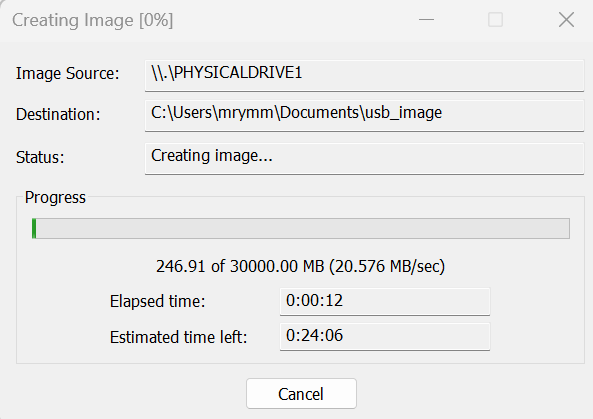 Creating Image [0%]
Image Source: \\.\PHYSICALDRIVE1
Destination: C:\Users\mrymm\Documents\usb_image
Status: Creating image...
Progress
246.91 of 30000.00 MB (20.576 MB/sec)
Elapsed time: 0:00:12
Estimated time left: 0:24:06
Cancel